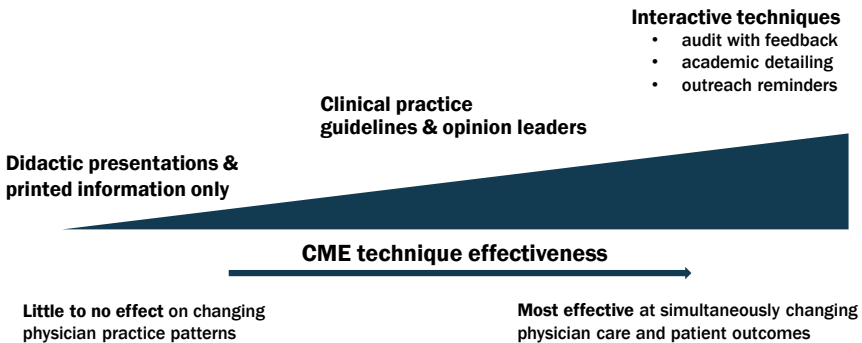 Interactive techniques
• audit with feedback
• academic detailing
• outreach reminders
Clinical practice
guidelines & opinion leaders
Didactic presentations &
printed information only
CME technique effectiveness
Little to no effect on changing
physician practice patterns
Most effective at simultaneously changing
physician care and patient outcomes